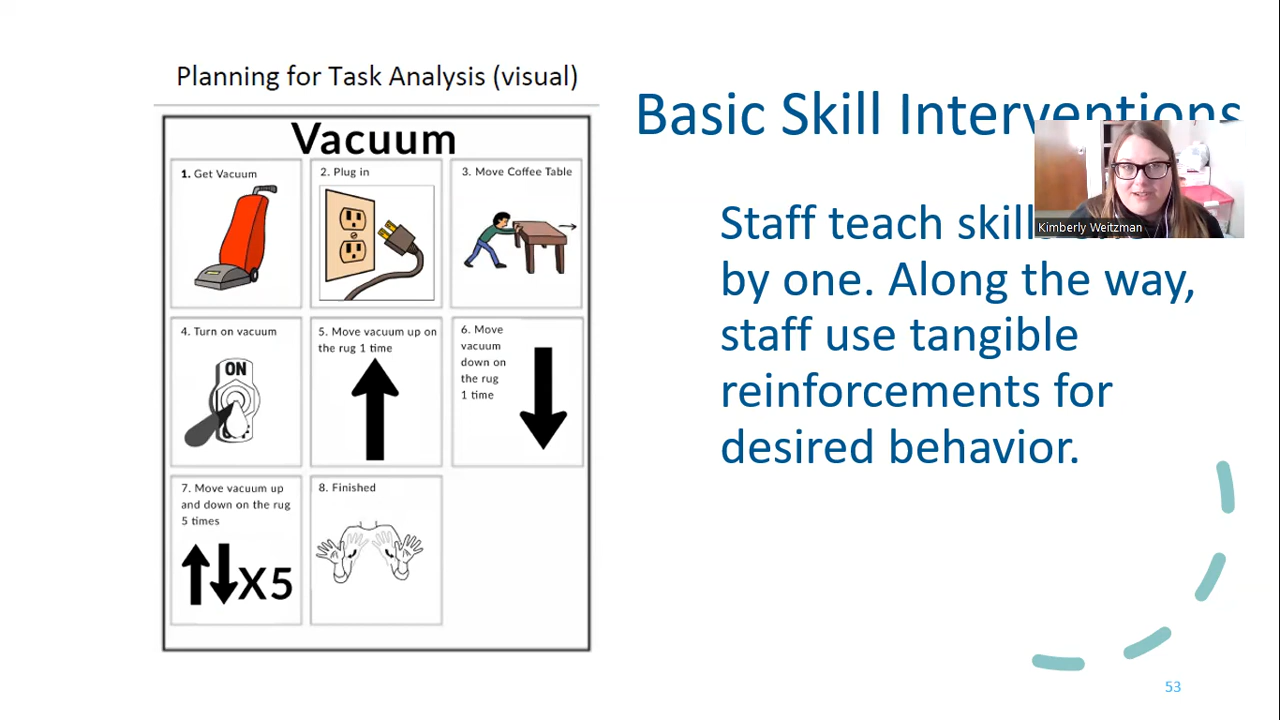 Planning for Task Analysis (visual)
Vacuum
1. Get Vacuum
2. Plug in
3. Move Coffee Table
4. Turn on vacuum
ON
5. Move vacuum up on
the rug 1 time
6. Move
vacuum
down on
the rug
1 time
7. Move vacuum up
and down on the rug
5 times
X5
8. Finished
Basic Skill Interventions
Staff teach skills
by one. Along the way,
staff use tangible
reinforcements for
desired behavior.
Kimberly Weitzman
53